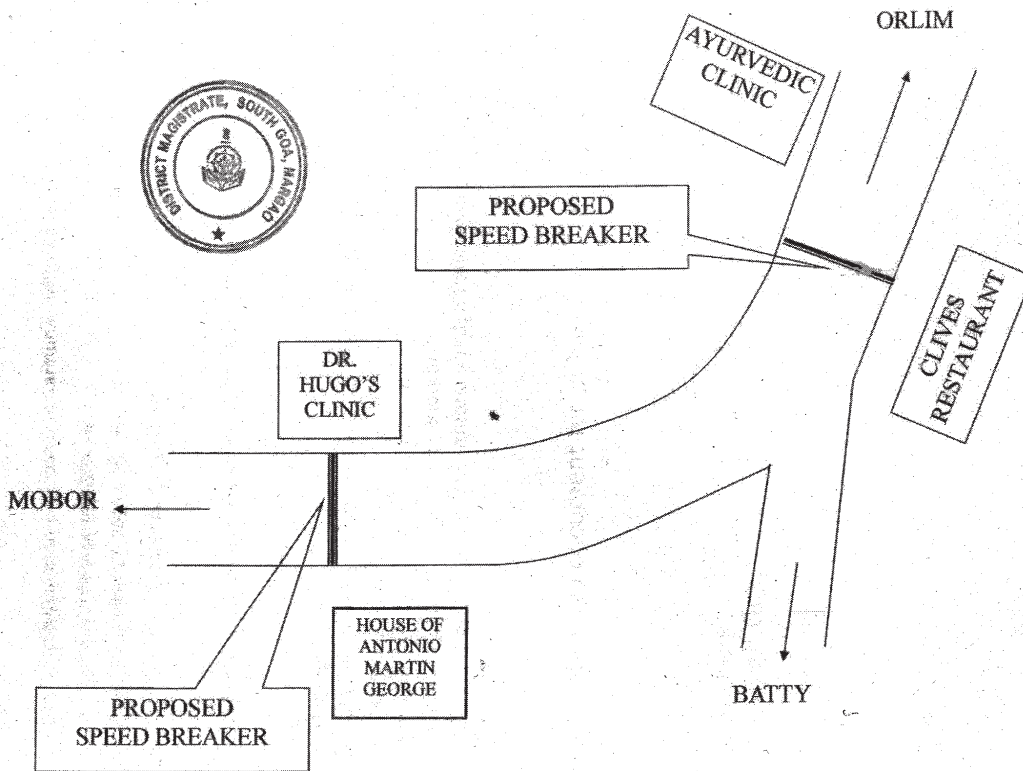 ORLIM
AYURVEDIC
CLINIC
DISTRICT MAGISTRATE, SOUTH GOA, MARGAO
PROPOSED
SPEED BREAKER
CLIVES
RESTAURANT
DR.
HUGO'S
CLINIC
MOBOR
HOUSE OF
ANTONIO
MARTIN
GEORGE
PROPOSED
SPEED BREAKER
BATTY